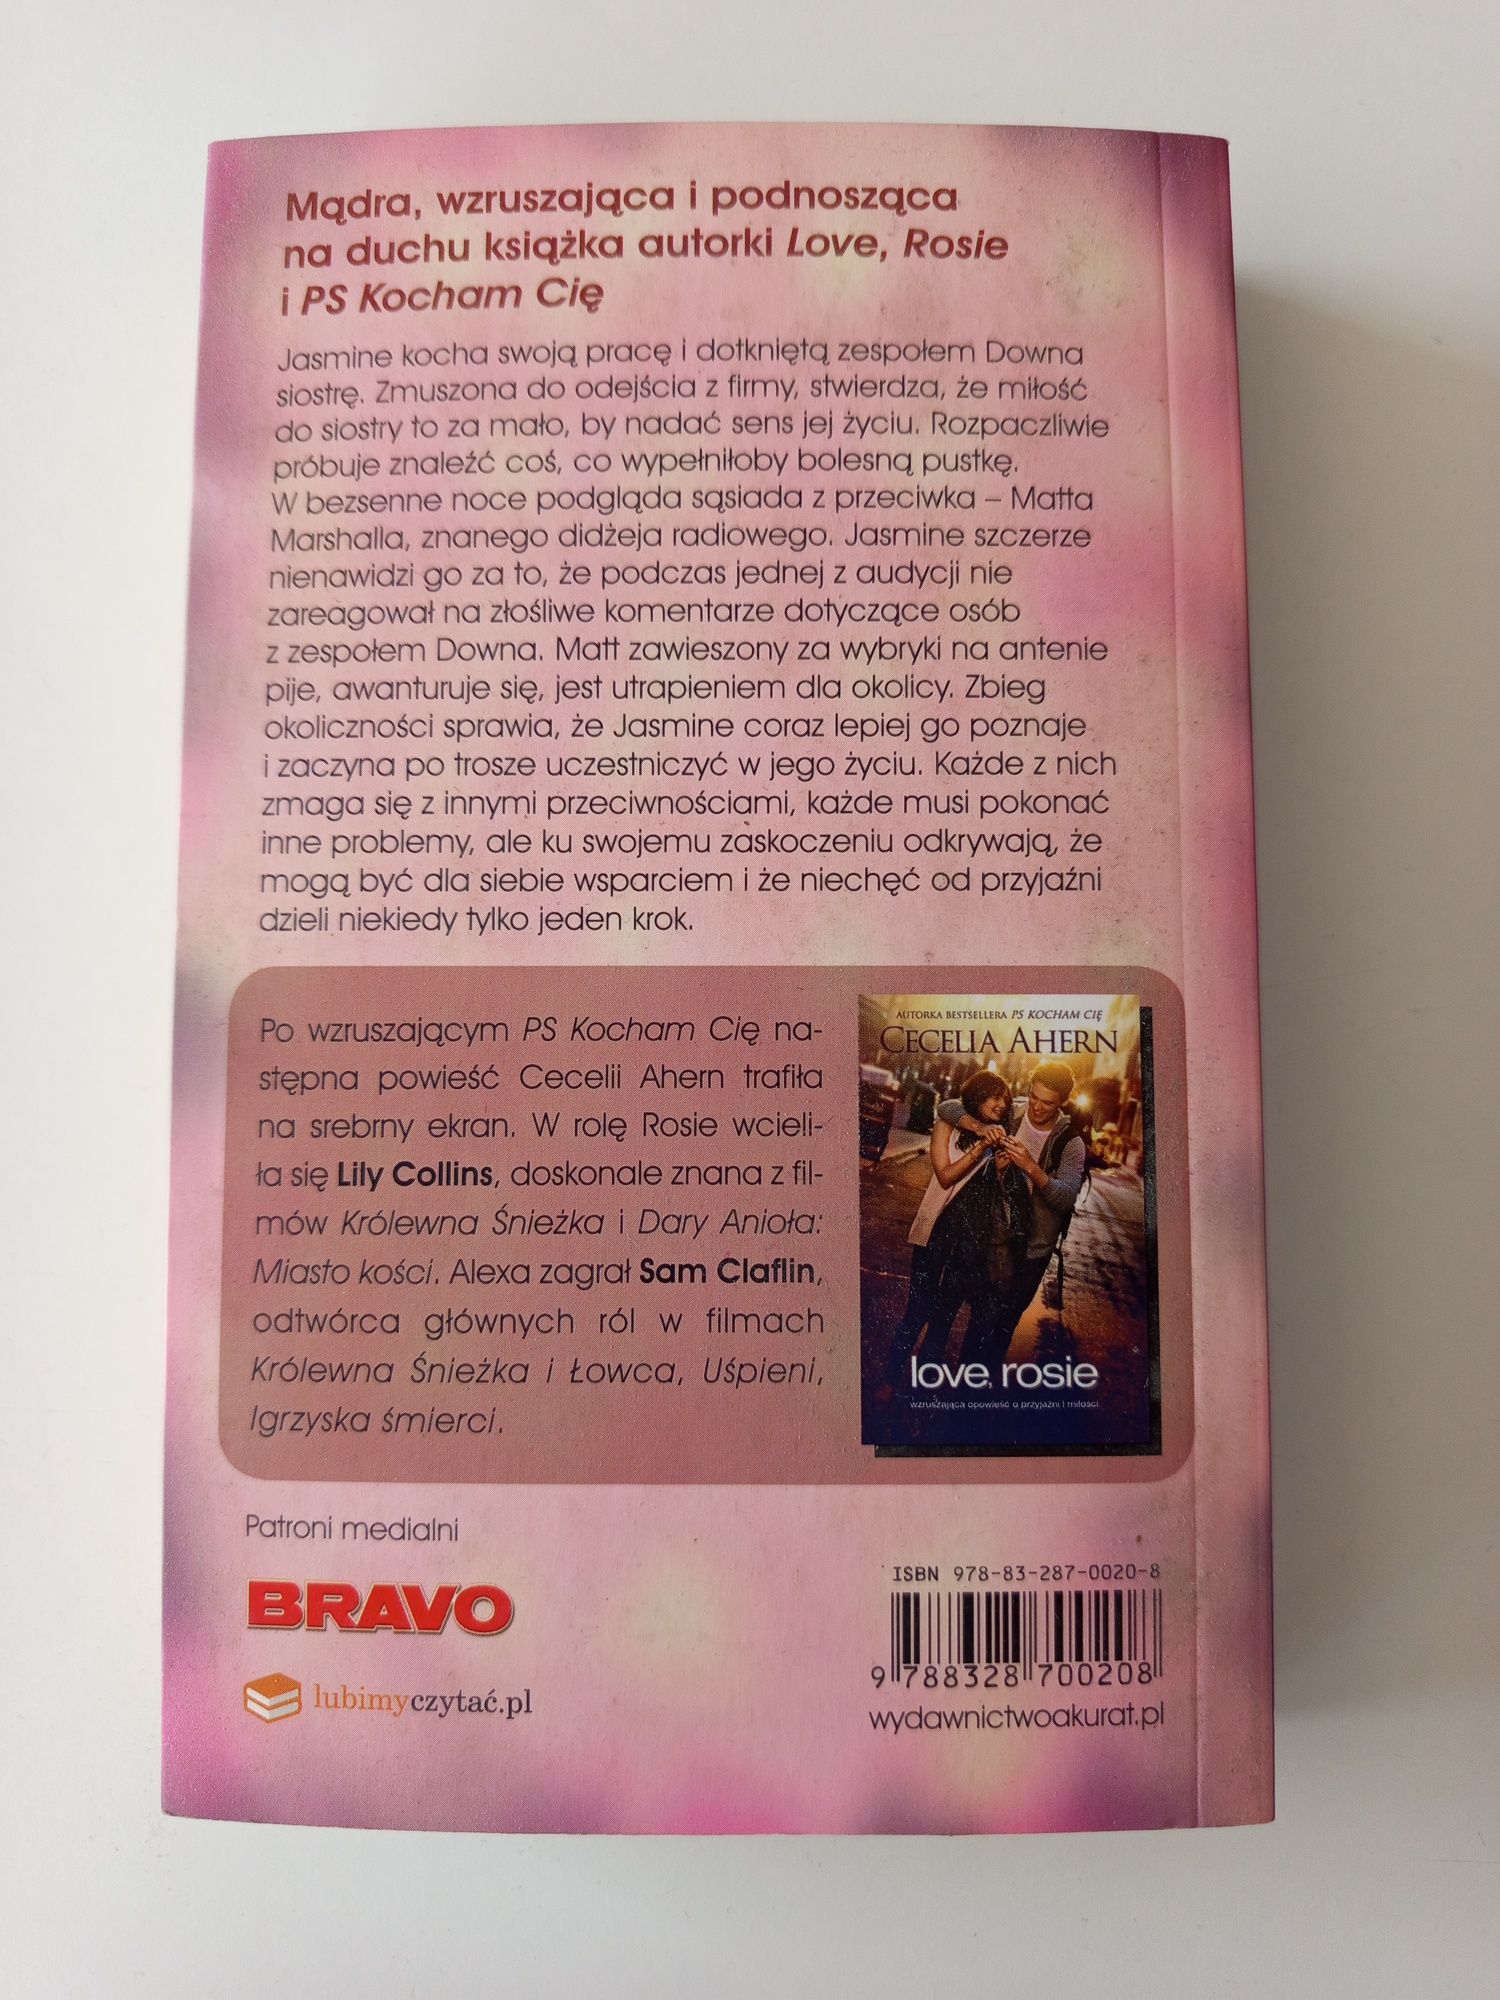 Mądra, wzruszająca i podnosząca
na duchu książka autorki Love, Rosie
i PS Kocham Cię
Jasmine kocha swoją pracę i dotkniętą zespołem Downa
siostrę. Zmuszona do odejścia z firmy, stwierdza, że miłość
do siostry to za mało, by nadać sens jej życiu. Rozpaczliwie
próbuje znaleźć coś, co wypełniłoby bolesną pustkę.
W bezsenne noce podgląda sąsiada z przeciwka – Matta
Marshalla, znanego didżeja radiowego. Jasmine szczerze
nienawidzi go za to, że podczas jednej z audycji nie
zareagował na złośliwe komentarze dotyczące osób
z zespołem Downa. Matt zawieszony za wybryki na antenie
pije, awanturuje się, jest utrapieniem dla okolicy. Zbieg
okoliczności sprawia, że Jasmine coraz lepiej go poznaje
i zaczyna po trosze uczestniczyć w jego życiu. Każde z nich
zmaga się z innymi przeciwnościami, każde musi pokonać
inne problemy, ale ku swojemu zaskoczeniu odkrywają, że
mogą być dla siebie wsparciem i że niechęć od przyjaźni
dzieli niekiedy tylko jeden krok.
Po wzruszającym PS Kocham Cię na-
stępna powieść Cecelii Ahern trafiła
na srebrny ekran. W rolę Rosie wcieli-
ła się Lily Collins, doskonale znana z fil-
mów Królewna Śnieżka i Dary Anioła:
Miasto kości. Alexa zagrał Sam Claflin,
odtwórca głównych ról w filmach
Królewna Śnieżka i Łowca, Uśpieni,
Igrzyska śmierci.
AUTORKA BESTSELLERA PS KOCHAM CIĘ
CECELIA AHERN
love, rosie
wzruszająca opowieść o przyjaźni i miłości
Patroni medialni
BRAVO
lubimyczytać.pl
ISBN 978-83-287-0020-8
9 788328 700208
wydawnictwoakurat.pl